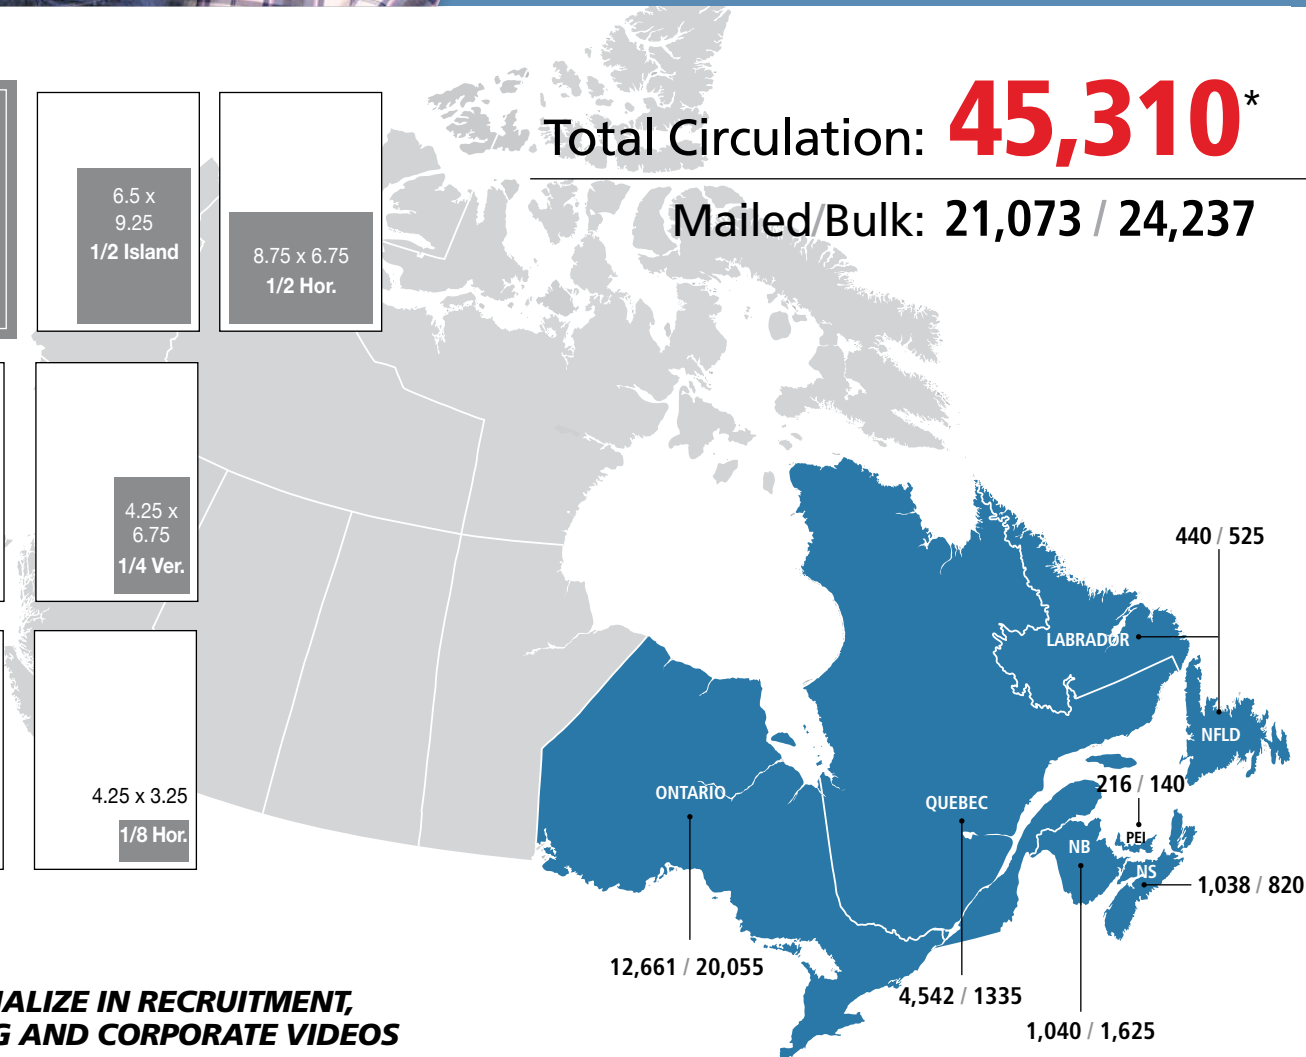 Total Circulation: 45,310*
Mailed/Bulk: 21,073 / 24,237
6.5 x
9.25
1/2 Island
8.75 x 6.75
1/2 Hor.
4.25 x
6.75
1/4 Ver.
4.25 x 3.25
1/8 Hor.
440 / 525
LABRADOR
NFLD
216 / 140
ONTARIO
QUEBEC
PEI
NB
NS
1,038 / 820
12,661 / 20,055
4,542 / 1335
1,040 / 1,625
IALIZE IN RECRUITMENT,
G AND CORPORATE VIDEOS